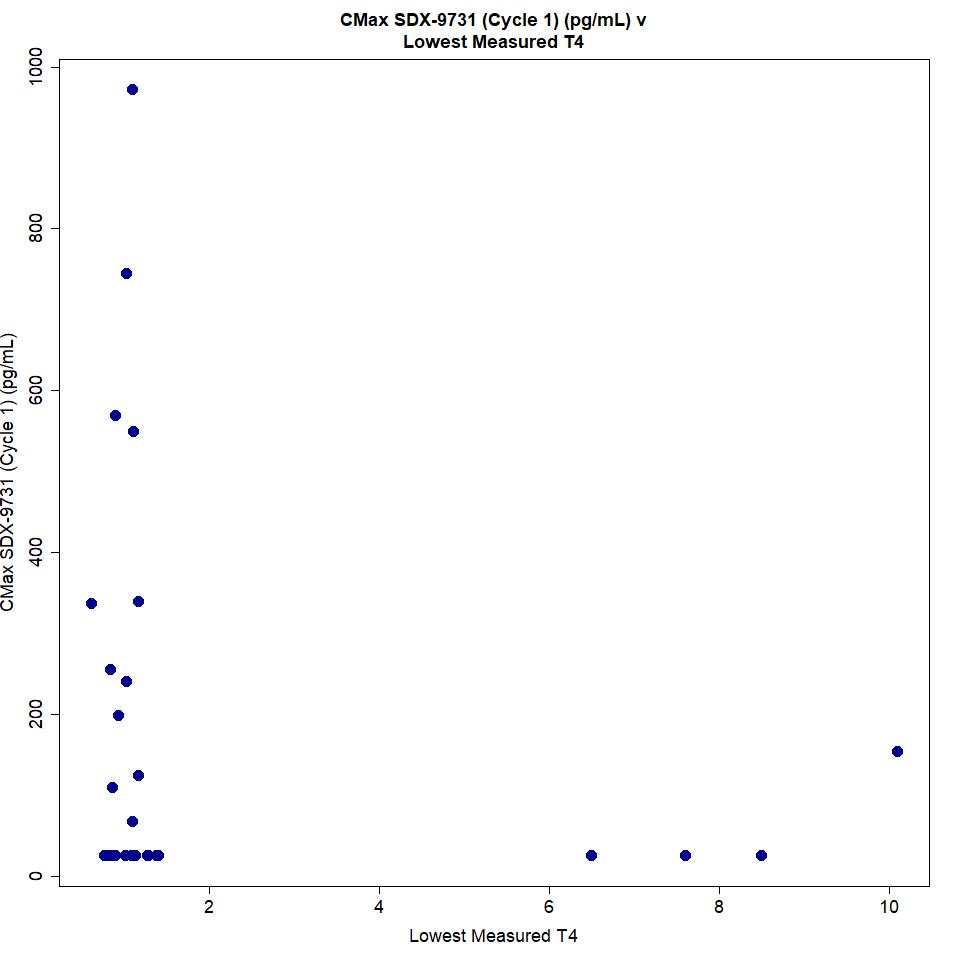 CMax SDX-9731 (Cycle 1) (pg/mL) v
Lowest Measured T4
1000
800
600
400
200
0
CMax SDX-9731 (Cycle 1) (pg/mL)
2 4 6 8 10
Lowest Measured T4